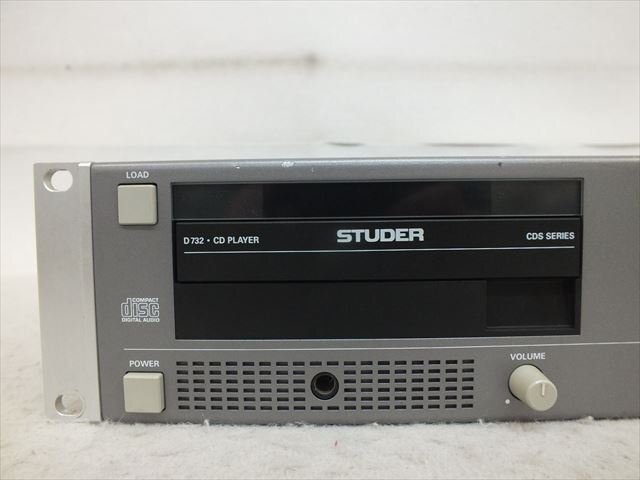 LOAD
D732 • CD PLAYER STUDER CDS SERIES
COMPACT
disc
DIGITAL AUDIO
POWER
VOLUME